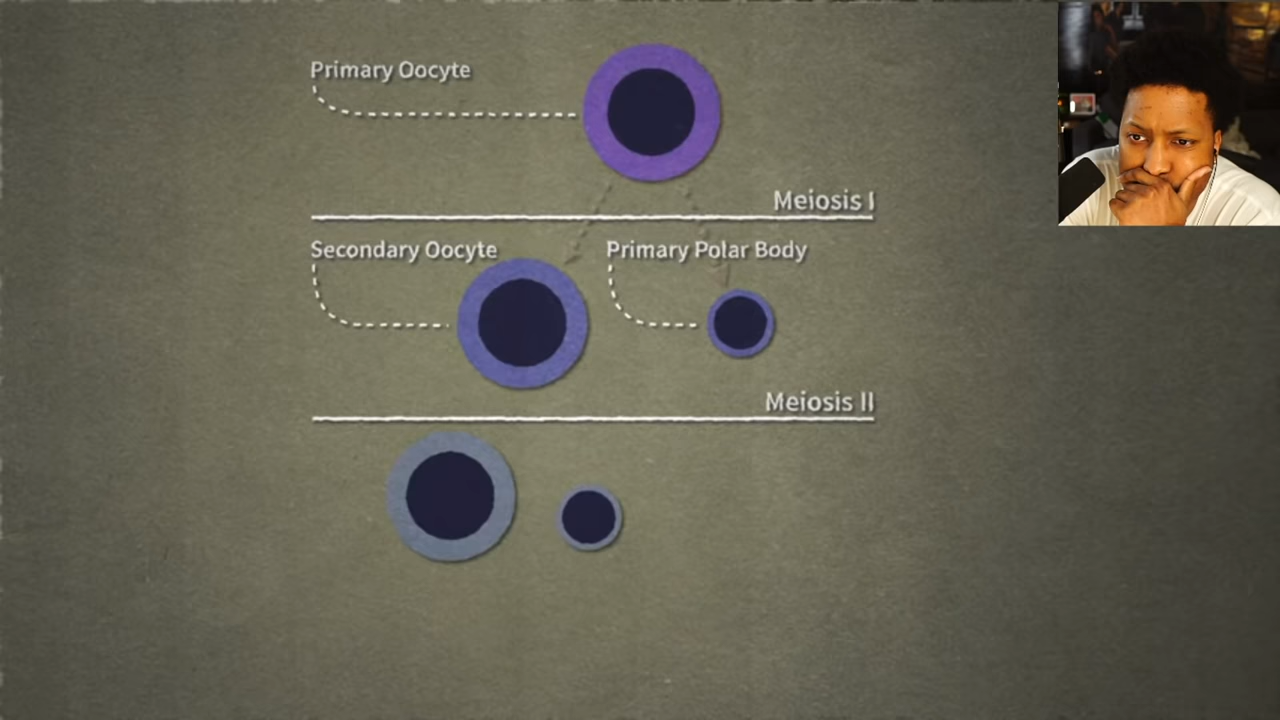 Primary Oocyte
Meiosis I
Secondary Oocyte
Primary Polar Body
Meiosis II